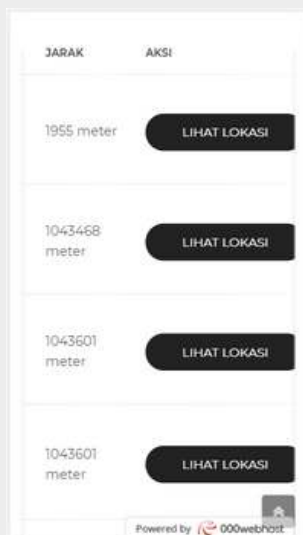 JARAK AKSI
1955 meter LIHAT LOKASI
1043468
meter
LIHAT LOKASI
1043601
meter
LIHAT LOKASI
1043601
meter
LIHAT LOKASI
Powered by 000webhost